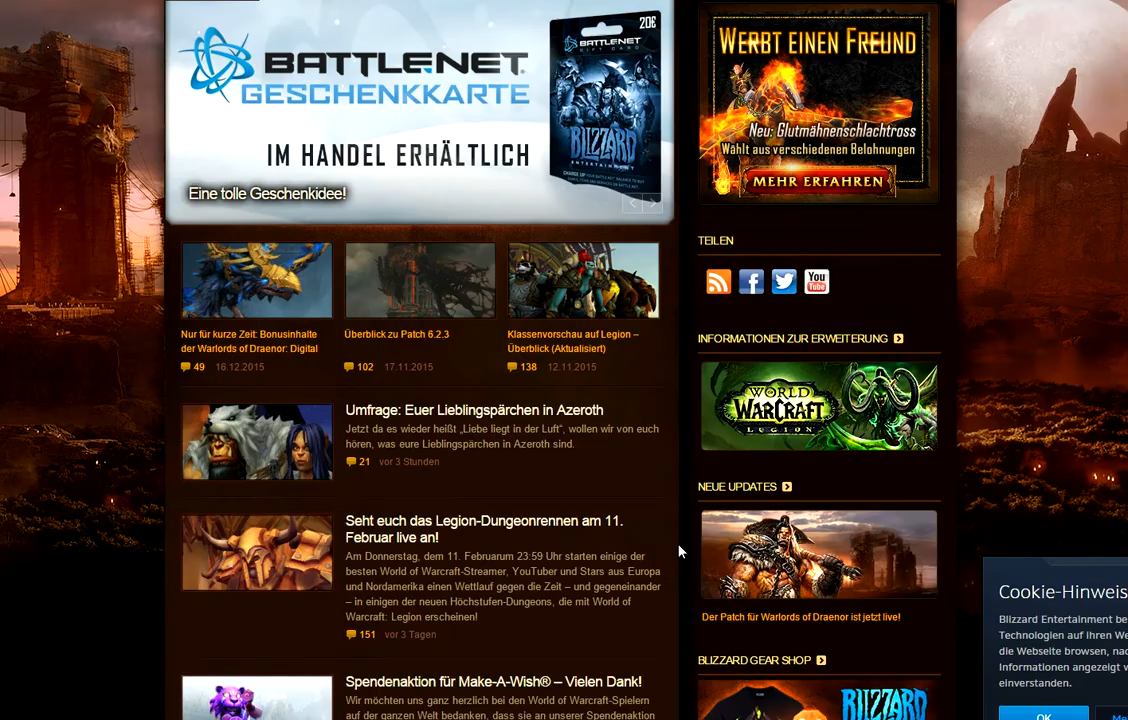 BATTLE.NET
GESCHENKKARTE
IM HANDEL ERHÄLTLICH
Eine tolle Geschenkidee!
20€
BATTLE.NET
GIFT CARD
BLIZZARD
ENTERTAINMENT
WERBT EINEN FREUND
Neu: Glutmähnenschlachtross
Wählt aus verschiedenen Belohnungen
MEHR ERFAHREN
TEILEN
You
Tube
Nur für kurze Zeit: Bonusinhalte
der Warlords of Draenor: Digital
49 16.12.2015
Überblick zu Patch 6.2.3
102 17.11.2015
Klassenvorschau auf Legion –
Überblick (Aktualisiert)
138 12.11.2015
INFORMATIONEN ZUR ERWEITERUNG
WORLD
WARCRAFT
LEGION
Umfrage: Euer Lieblingspärchen in Azeroth
Jetzt da es wieder heißt „Liebe liegt in der Luft“, wollen wir von euch
hören, was eure Lieblingspärchen in Azeroth sind.
21 vor 3 Stunden
NEUE UPDATES
Der Patch für Warlords of Draenor ist jetzt live!
Seht euch das Legion-Dungeonrennen am 11.
Februar live an!
Am Donnerstag, dem 11. Februarum 23:59 Uhr starten einige der
besten World of Warcraft-Streamer, YouTuber und Stars aus Europa
und Nordamerika einen Wettlauf gegen die Zeit – und gegeneinander
– in einigen der neuen Höchstufen-Dungeons, die mit World of
Warcraft: Legion erscheinen!
151 vor 3 Tagen
BLIZZARD GEAR SHOP
BLIZZARD
Spendenaktion für Make-A-Wish® – Vielen Dank!
Wir möchten uns ganz herzlich bei den World of Warcraft-Spielern
auf der ganzen Welt bedanken, dass sie an unserer Spendenaktion
Cookie-Hinweis
Blizzard Entertainment be
Technologien auf ihren We
die Webseite browsen, nac
Informationen angezeigt v
einverstanden.
OK
Me